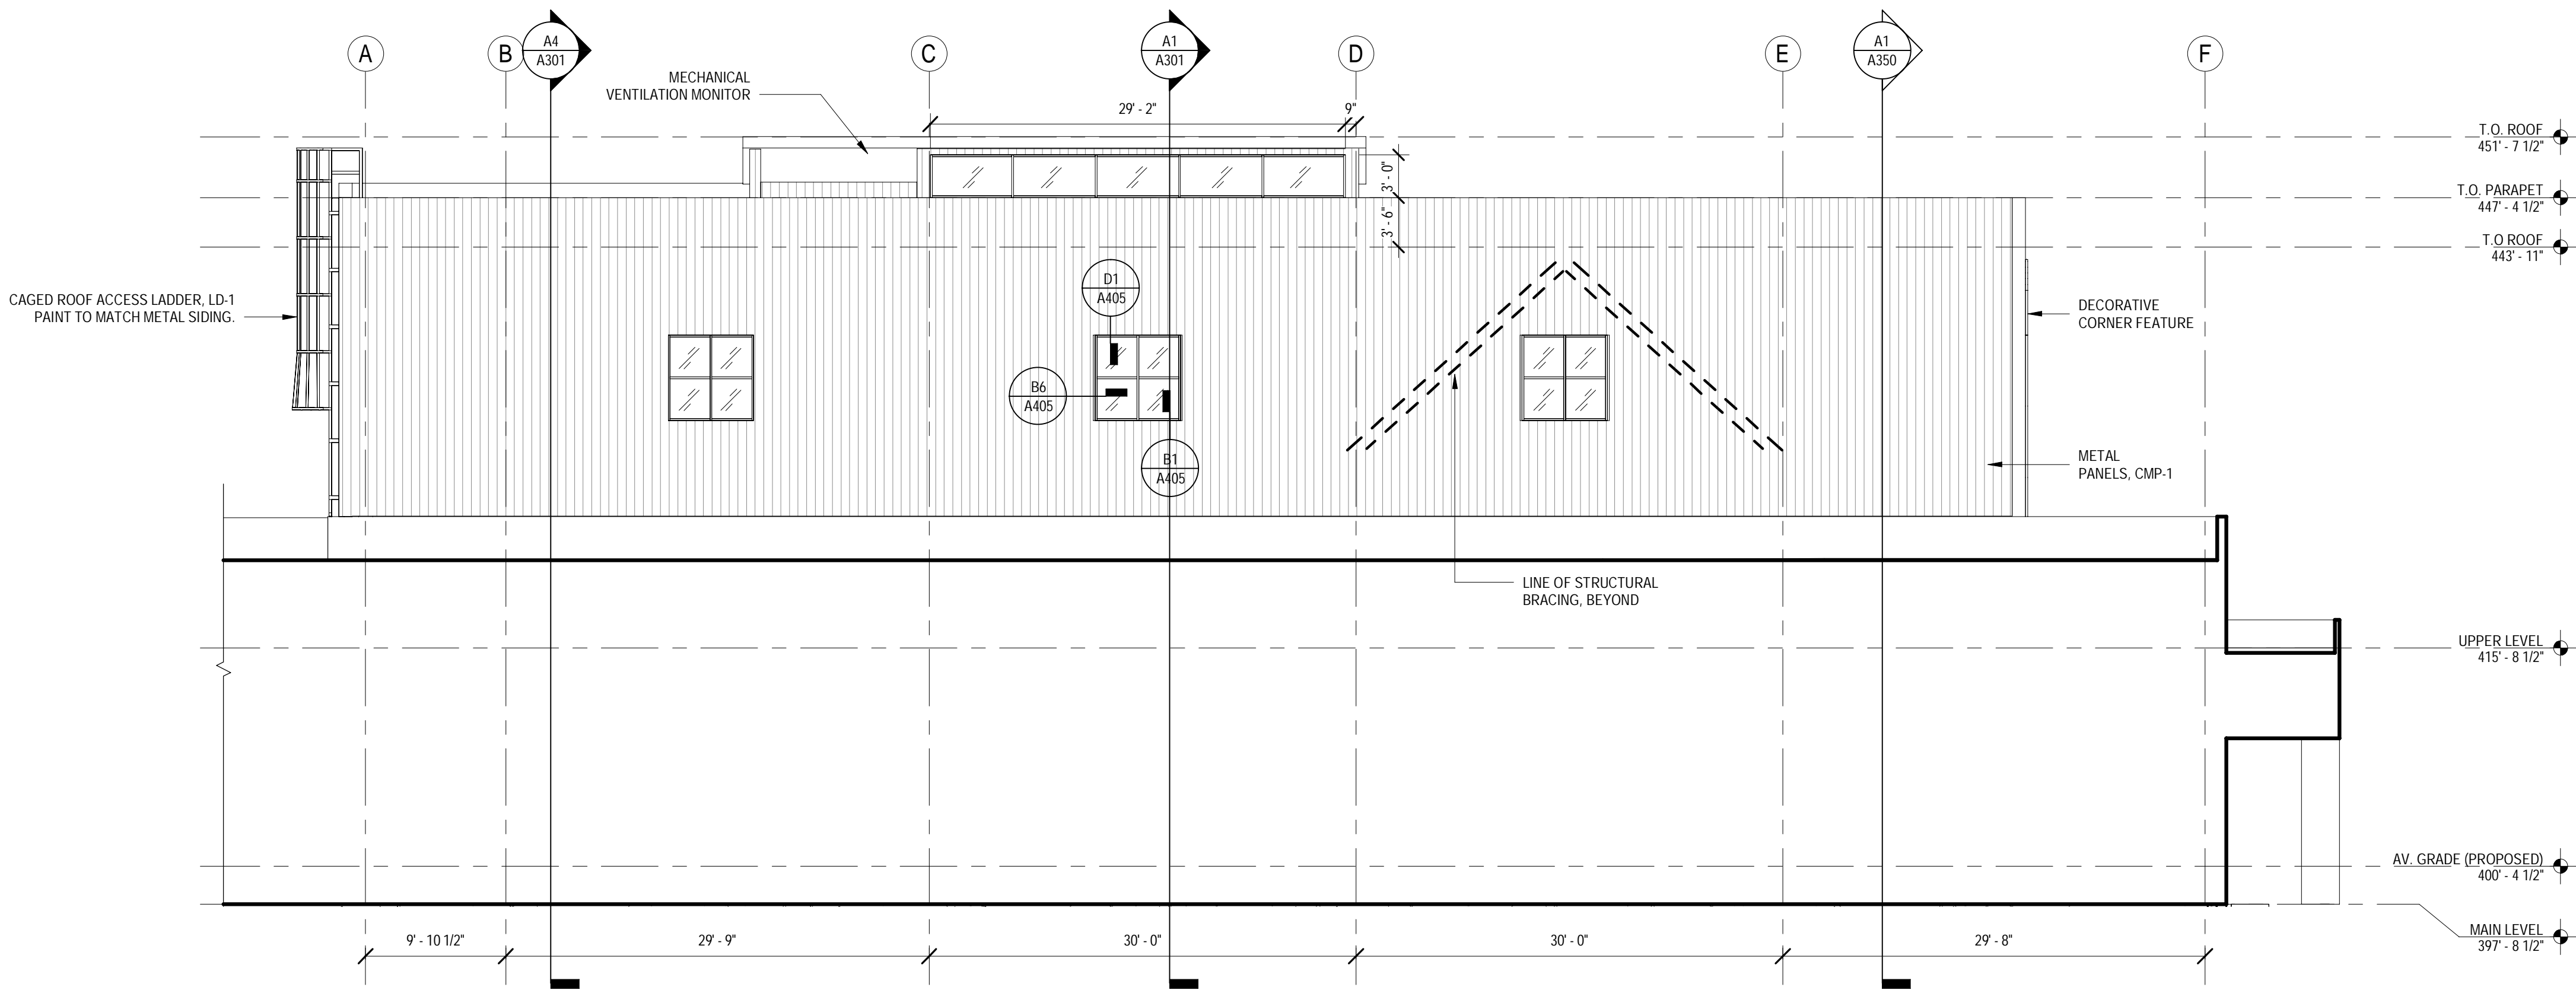 A
B
A4
A301
C
A1
A301
D
E
A1
A350
F
MECHANICAL
VENTILATION MONITOR
29' - 2"
9"
3' - 0"
3' - 6"
T.O. ROOF
451' - 7 1/2"
T.O. PARAPET
447' - 4 1/2"
T.O ROOF
443' - 11"
CAGED ROOF ACCESS LADDER, LD-1
PAINT TO MATCH METAL SIDING.
D1
A405
B6
A405
B1
A405
DECORATIVE
CORNER FEATURE
METAL
PANELS, CMP-1
LINE OF STRUCTURAL
BRACING, BEYOND
UPPER LEVEL
415' - 8 1/2"
AV. GRADE (PROPOSED)
400' - 4 1/2"
MAIN LEVEL
397' - 8 1/2"
9' - 10 1/2"
29' - 9"
30' - 0"
30' - 0"
29' - 8"